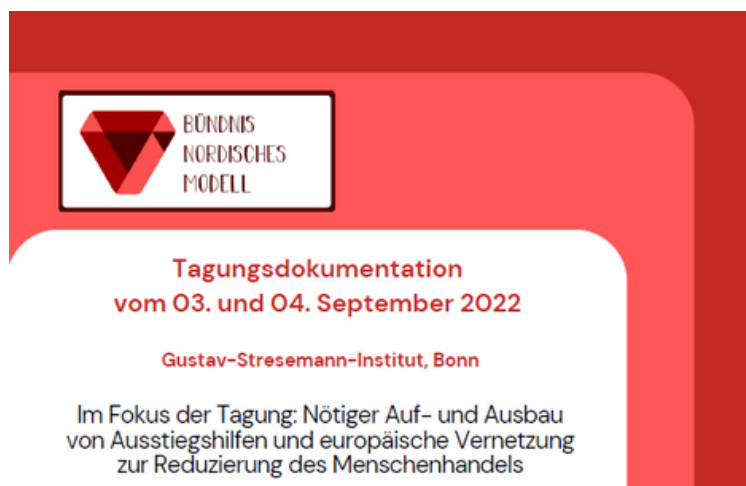 BÜNDNIS
NORDISCHES
MODELL
Tagungsdokumentation
vom 03. und 04. September 2022
Gustav-Stresemann-Institut, Bonn
Im Fokus der Tagung: Nötiger Auf- und Ausbau
von Ausstiegshilfen und europäische Vernetzung
zur Reduzierung des Menschenhandels